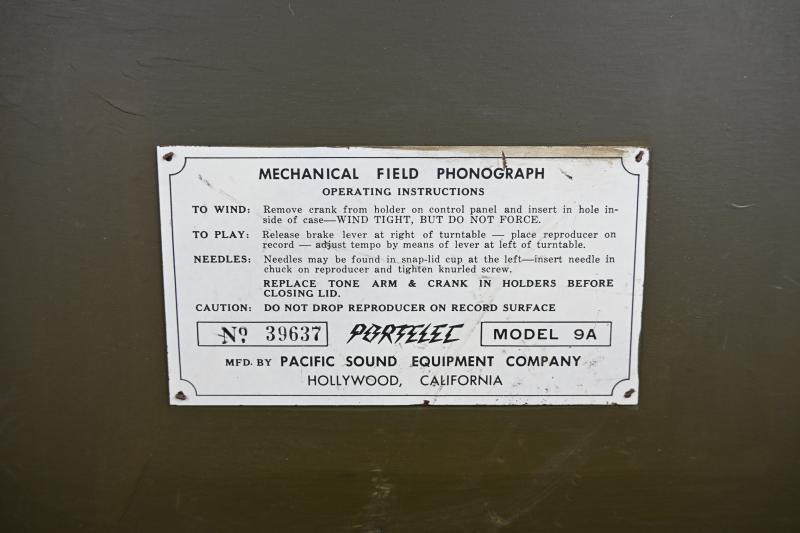 MECHANICAL FIELD PHONOGRAPH
OPERATING INSTRUCTIONS
TO WIND: Remove crank from holder on control panel and insert in hole in-
side of case—WIND TIGHT, BUT DO NOT FORCE.
TO PLAY: Release brake lever at right of turntable — place reproducer on
record — adjust tempo by means of lever at left of turntable.
NEEDLES: Needles may be found in snap-lid cup at the left—insert needle in
chuck on reproducer and tighten knurled screw.
REPLACE TONE ARM & CRANK IN HOLDERS BEFORE
CLOSING LID.
CAUTION: DO NOT DROP REPRODUCER ON RECORD SURFACE
Nº 39637 PORTELEC MODEL 9A
MFD. BY PACIFIC SOUND EQUIPMENT COMPANY
HOLLYWOOD, CALIFORNIA